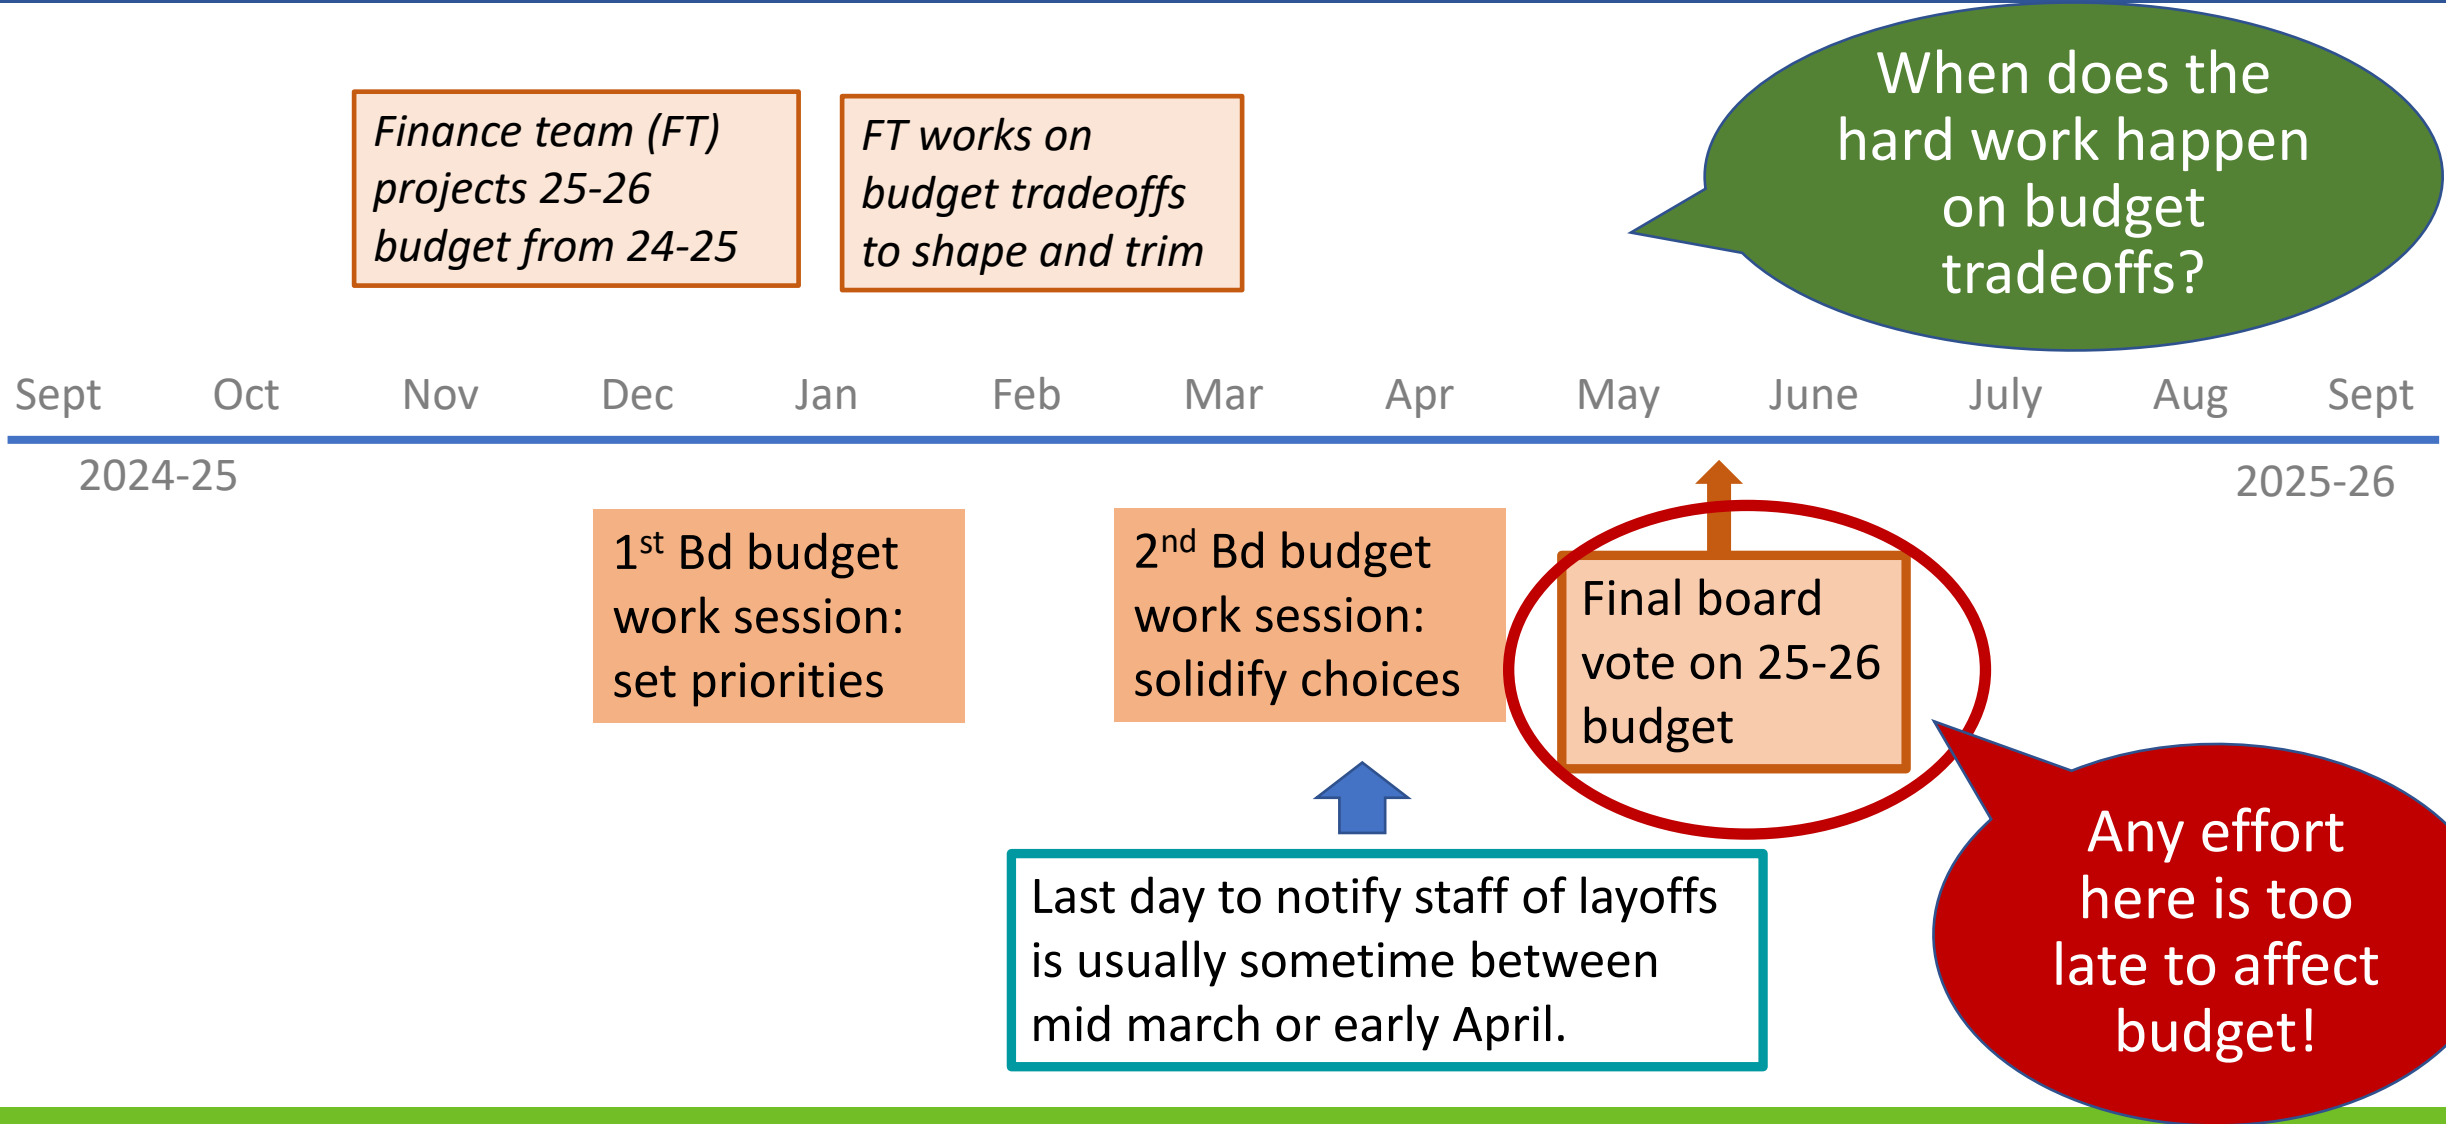 When does the
hard work happen
on budget
tradeoffs?
Finance team (FT)
projects 25-26
budget from 24-25
FT works on
budget tradeoffs
to shape and trim
Sept Oct Nov Dec Jan Feb Mar Apr May June July Aug Sept
2024-25 2025-26
1st Bd budget
work session:
set priorities
2nd Bd budget
work session:
solidify choices
Final board
vote on 25-26
budget
Any effort
here is too
late to affect
budget!
Last day to notify staff of layoffs
is usually sometime between
mid march or early April.